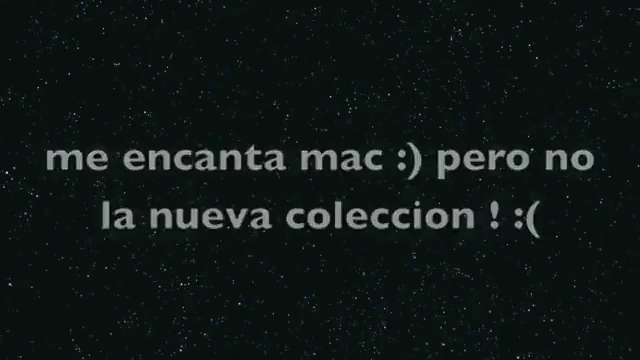 me encanta mac :) pero no
la nueva coleccion ! :(